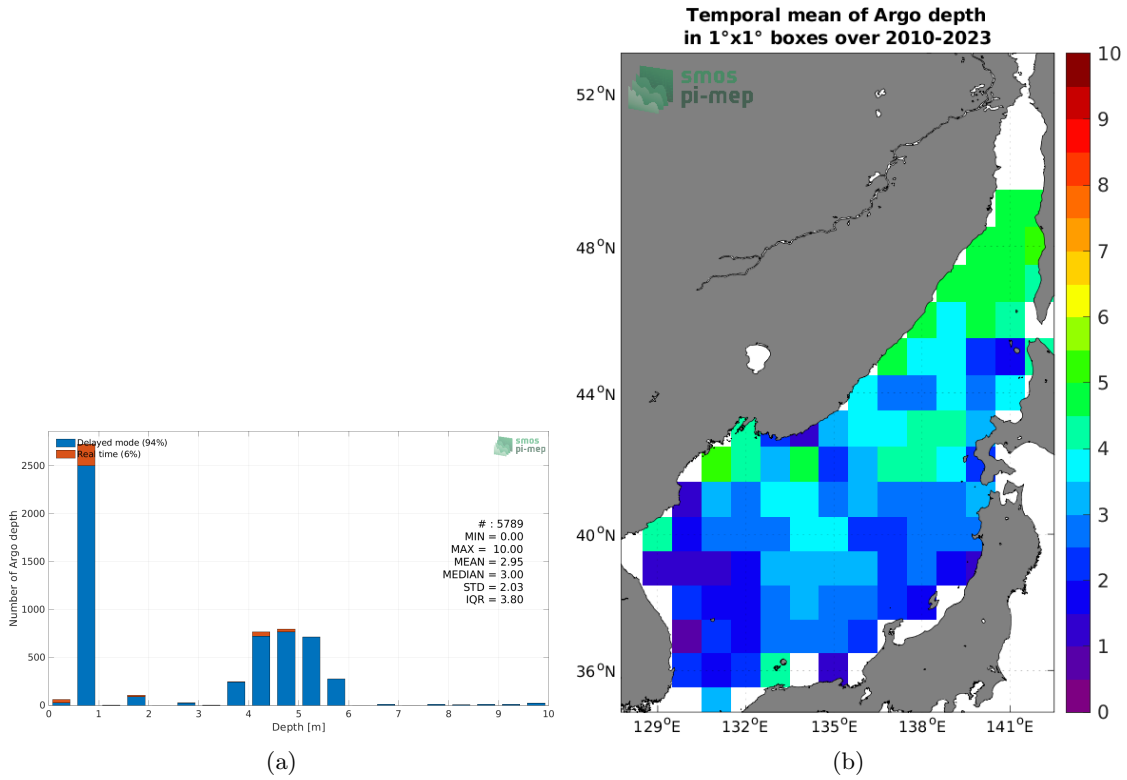 Temporal mean of Argo depth
in 1°x1° boxes over 2010-2023
smos
pi-mep
52°N
48°N
44°N
40°N
36°N
129°E
132°E
135°E
138°E
141°E
10
9
8
7
6
5
4
3
2
1
0
(b)
Delayed mode (94%)
Real time (6%)
smos
pi-mep
# : 5789
MIN = 0.00
MAX = 10.00
MEAN = 2.95
MEDIAN = 3.00
STD = 2.03
IQR = 3.80
Number of Argo depth
2500
2000
1500
1000
500
0
0 1 2 3 4 5 6 7 8 9 10
Depth [m]
(a)